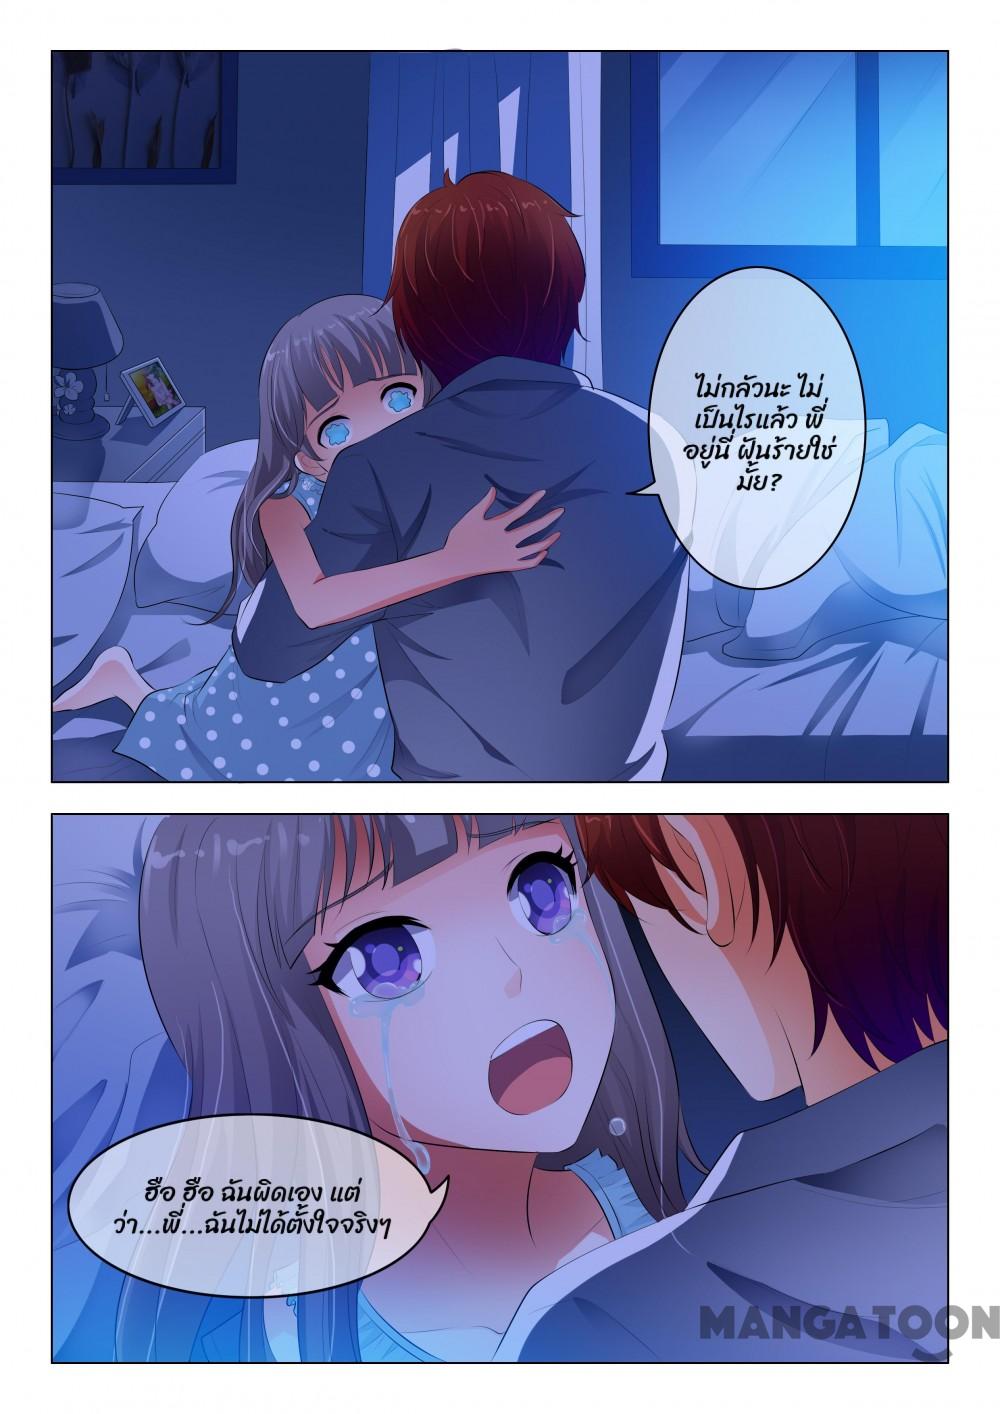 ไม่กลัวนะ ไม่
เป็นไรแล้ว พี่
อยู่นี่ ฝันร้ายใช่
มั้ย?
ฮือ ฮือ ฉันผิดเอง แต่
ว่า...พี่...ฉันไม่ได้ตั้งใจจริงๆ
MANGATOON